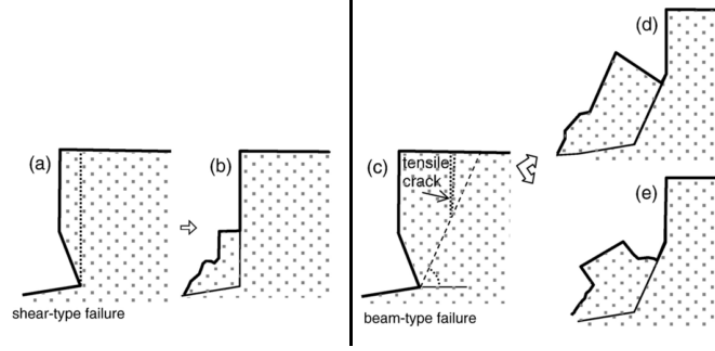 (a)
(b)
shear-type failure
(c)
tensile
crack
beam-type failure
(d)
(e)